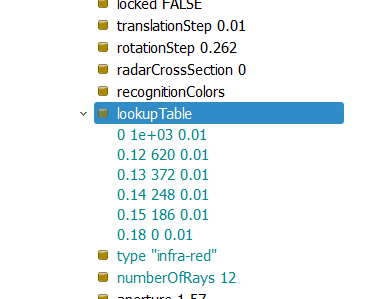 locked FALSE
translationStep 0.01
rotationStep 0.262
radarCrossSection 0
recognitionColors
lookupTable
0 1e+03 0.01
0.12 620 0.01
0.13 372 0.01
0.14 248 0.01
0.15 186 0.01
0.18 0 0.01
type "infra-red"
numberOfRays 12
aperture 1.57